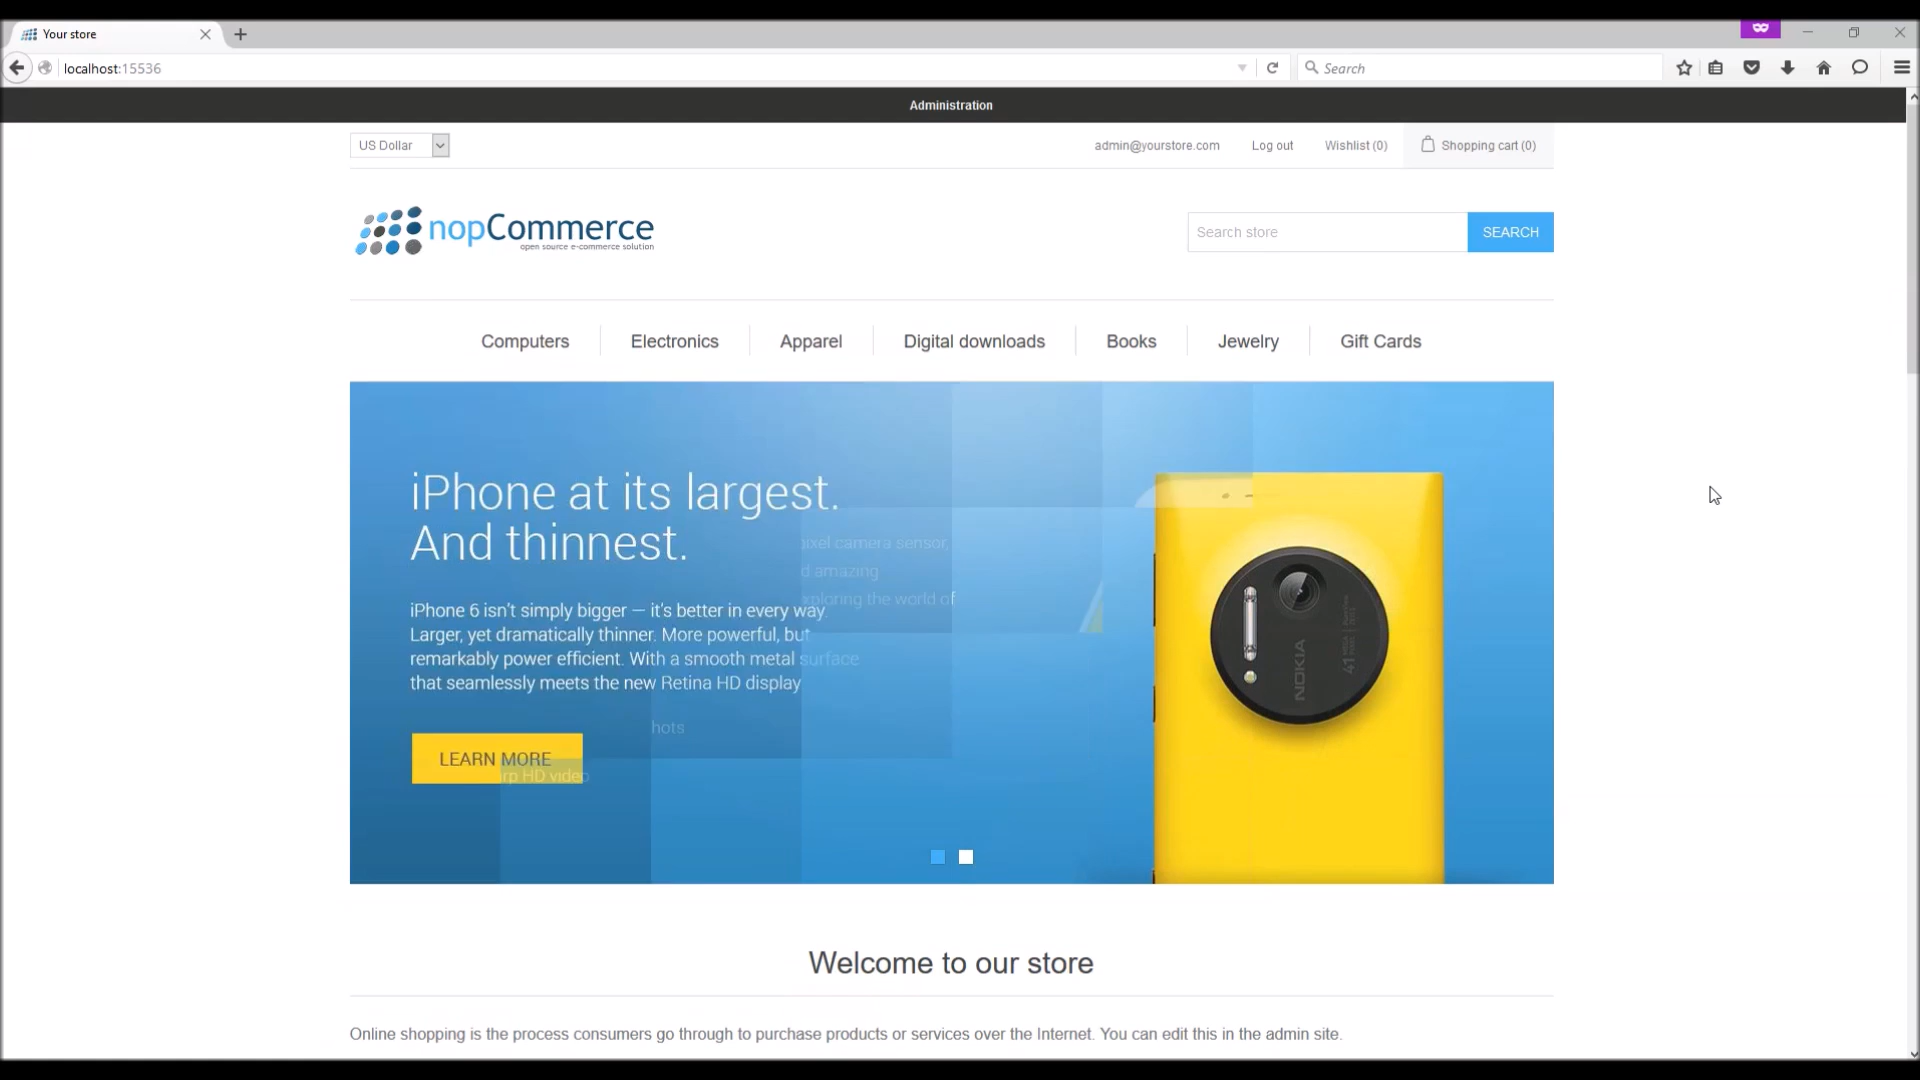 Your store
localhost:15536
Search
Administration
US Dollar
admin@yourstore.com
Log out
Wishlist (0)
Shopping cart (0)
nopCommerce
open source e-commerce solution
Search store
SEARCH
Computers
Electronics
Apparel
Digital downloads
Books
Jewelry
Gift Cards
iPhone at its largest.
And thinnest.
pixel camera sensor,
d amazing
exploring the world of
iPhone 6 isn't simply bigger — it's better in every way.
Larger, yet dramatically thinner. More powerful, but
remarkably power efficient. With a smooth metal surface
that seamlessly meets the new Retina HD display
hots
LEARN MORE
rp HD video
NOKIA
41
Welcome to our store
Online shopping is the process consumers go through to purchase products or services over the Internet. You can edit this in the admin site.